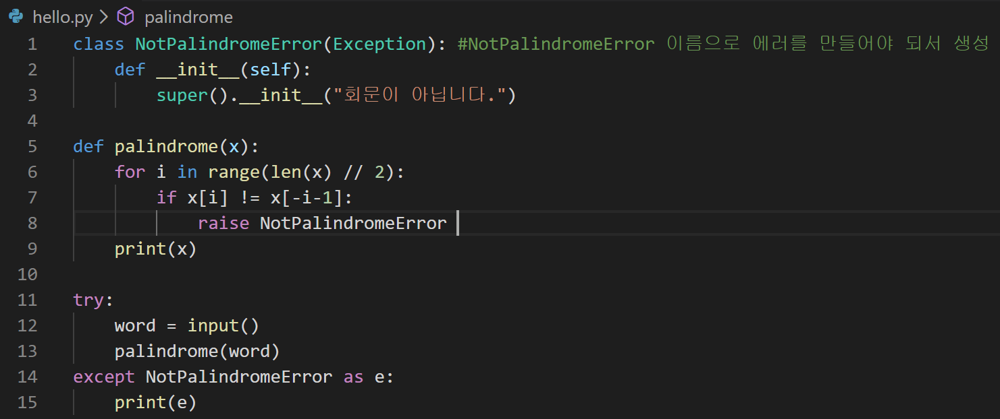 hello.py > palindrome
1 class NotPalindromeError(Exception): #NotPalindromeError 이름으로 에러를 만들어야 되서 생성
2     def __init__(self):
3         super().__init__("회문이 아닙니다.")
4
5 def palindrome(x):
6     for i in range(len(x) // 2):
7         if x[i] != x[-i-1]:
8             raise NotPalindromeError
9     print(x)
10
11 try:
12     word = input()
13     palindrome(word)
14 except NotPalindromeError as e:
15     print(e)